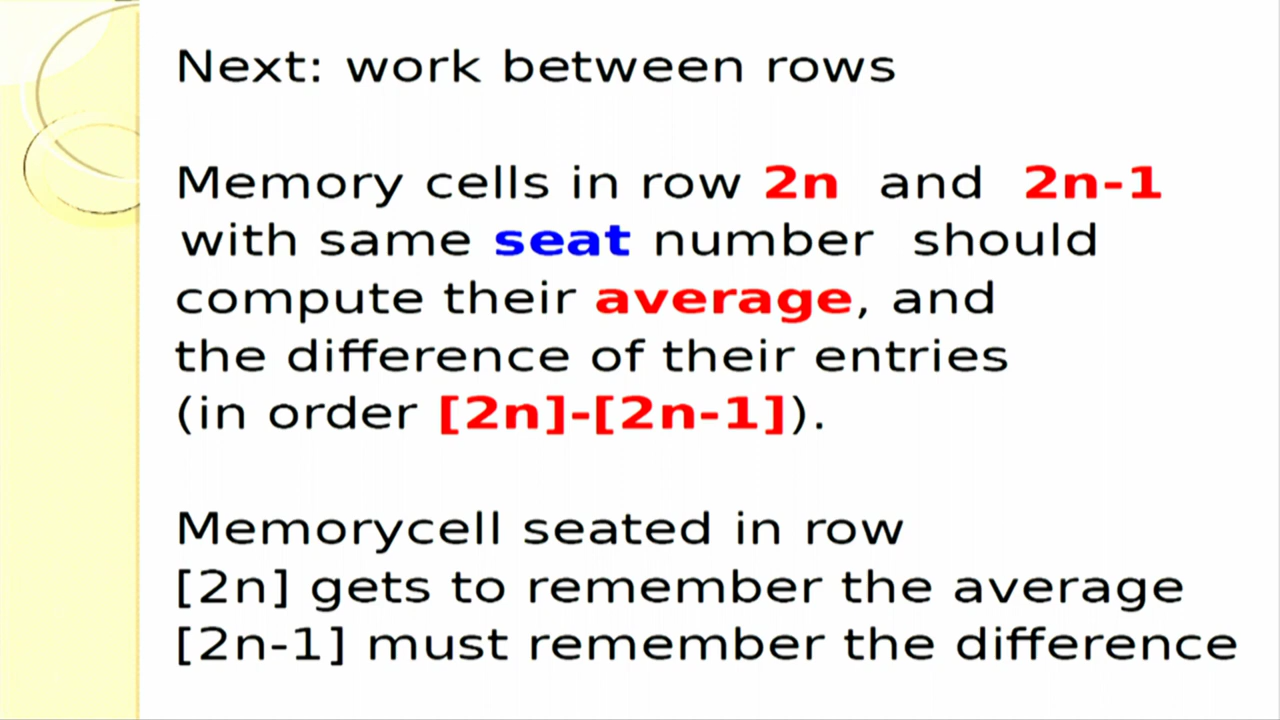 Next: work between rows
Memory cells in row 2n and 2n-1
with same seat number should
compute their average, and
the difference of their entries
(in order [2n]-[2n-1]).
Memorycell seated in row
[2n] gets to remember the average
[2n-1] must remember the difference